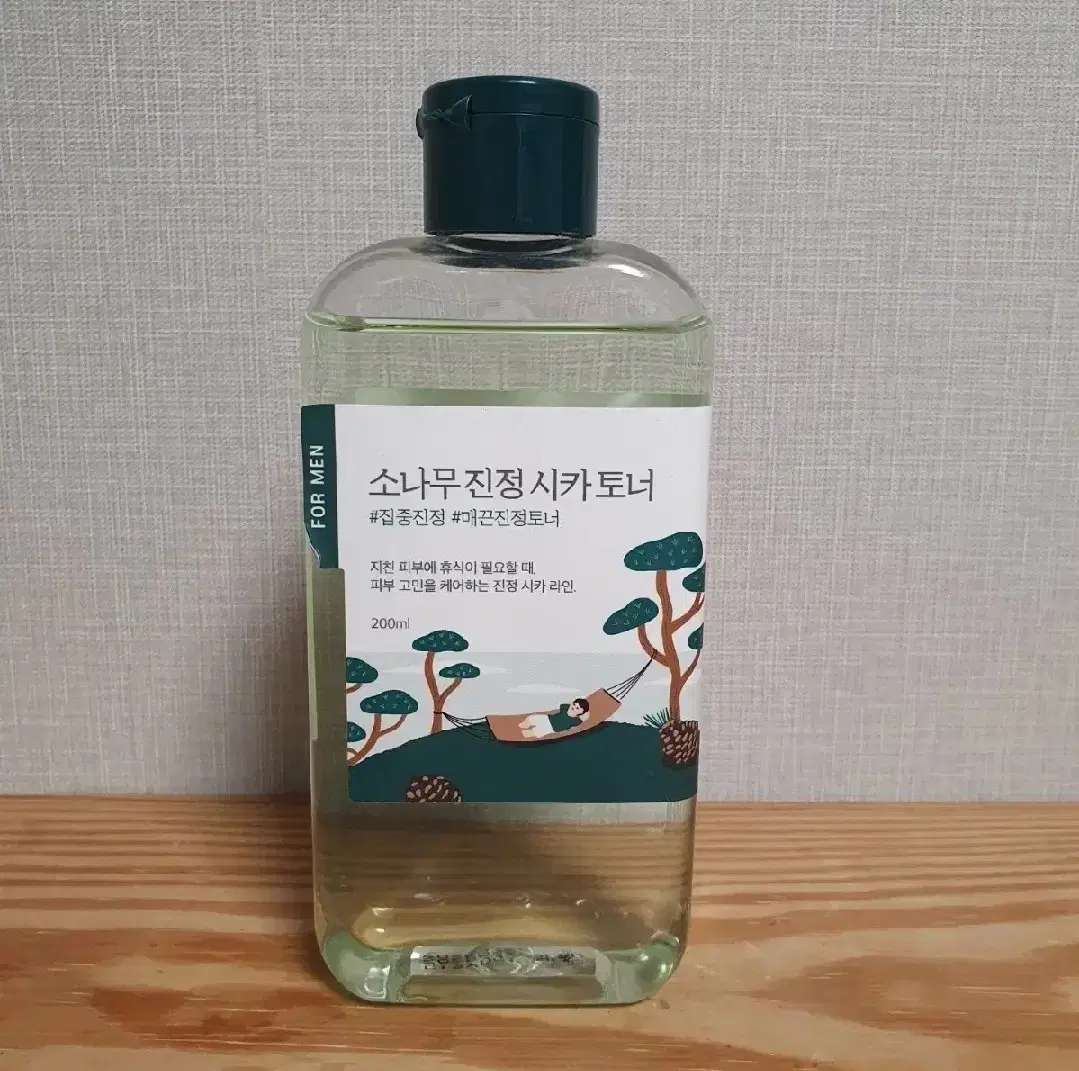 FOR MEN
소나무 진정 시카 토너
#집중진정 #매끈진정토너
지친 피부에 휴식이 필요할 때,
피부 고민을 케어하는 진정 시카 라인.
200ml